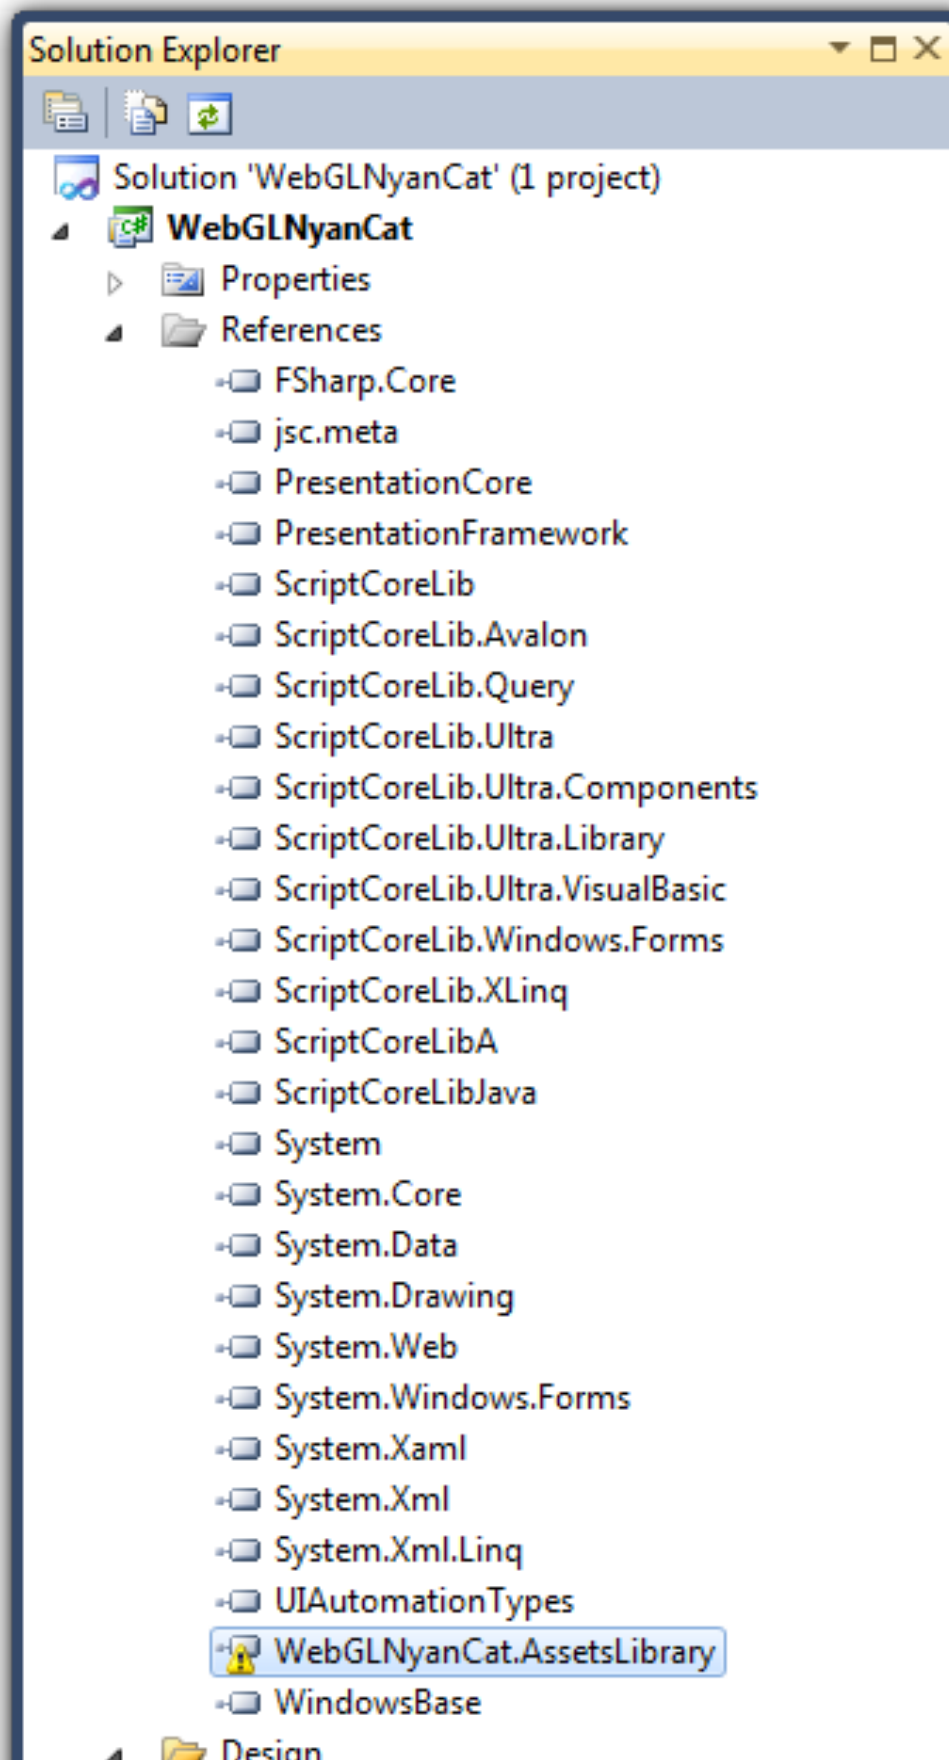 Solution Explorer
Solution 'WebGLNyanCat' (1 project)
C# WebGLNyanCat
Properties
References
FSharp.Core
jsc.meta
PresentationCore
PresentationFramework
ScriptCoreLib
ScriptCoreLib.Avalon
ScriptCoreLib.Query
ScriptCoreLib.Ultra
ScriptCoreLib.Ultra.Components
ScriptCoreLib.Ultra.Library
ScriptCoreLib.Ultra.VisualBasic
ScriptCoreLib.Windows.Forms
ScriptCoreLib.XLinq
ScriptCoreLibA
ScriptCoreLibJava
System
System.Core
System.Data
System.Drawing
System.Web
System.Windows.Forms
System.Xaml
System.Xml
System.Xml.Linq
UIAutomationTypes
WebGLNyanCat.AssetsLibrary
WindowsBase
Design